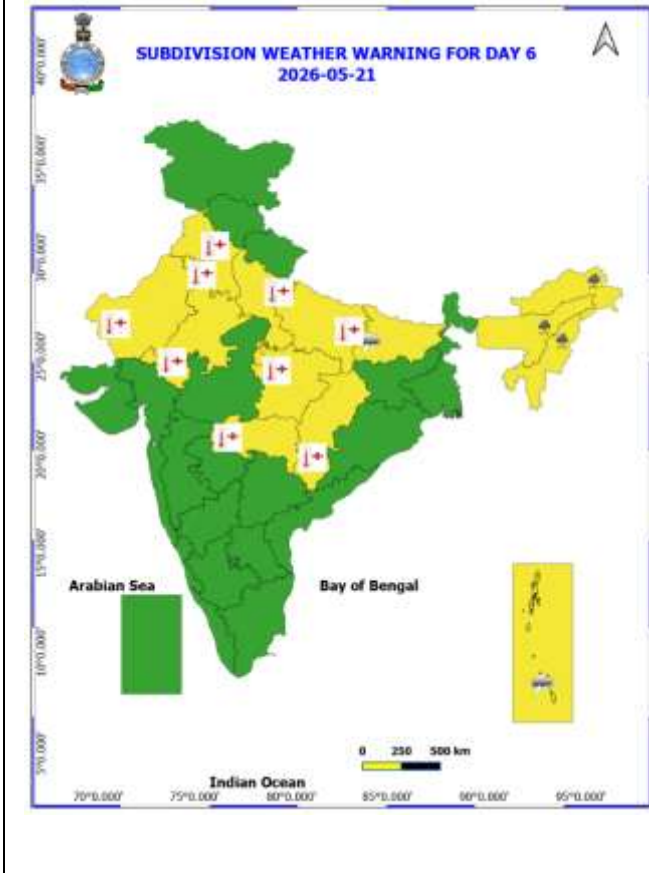 SUBDIVISION WEATHER WARNING FOR DAY 6
2026-05-21
40°0.000'
35°0.000'
30°0.000'
25°0.000'
20°0.000'
15°0.000'
10°0.000'
5°0.000'
Arabian Sea
Bay of Bengal
0 250 500 km
Indian Ocean
70°0.000' 75°0.000' 80°0.000' 85°0.000' 90°0.000' 95°0.000'